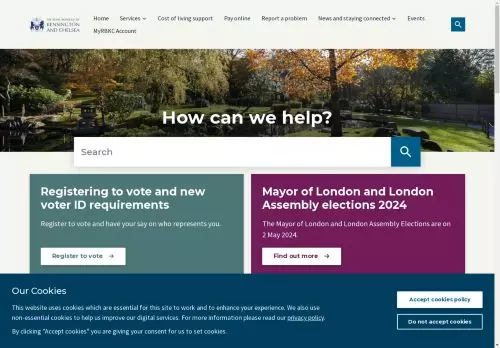 THE ROYAL BOROUGH OF
KENSINGTON
AND CHELSEA
Home
Services
Cost of living support
Pay online
Report a problem
News and staying connected
Events
MyRBKC Account
How can we help?
Search
Registering to vote and new
voter ID requirements
Register to vote and have your say on who represents you.
Register to vote
Mayor of London and London
Assembly elections 2024
The Mayor of London and London Assembly Elections are on
2 May 2024.
Find out more
Our Cookies
This website uses cookies which are essential for this site to work and to enhance your experience. We also use
non-essential cookies to help us improve our digital services. For more information please read our privacy policy.
By clicking "Accept cookies" you are giving your consent for us to set cookies.
Accept cookies policy
Do not accept cookies